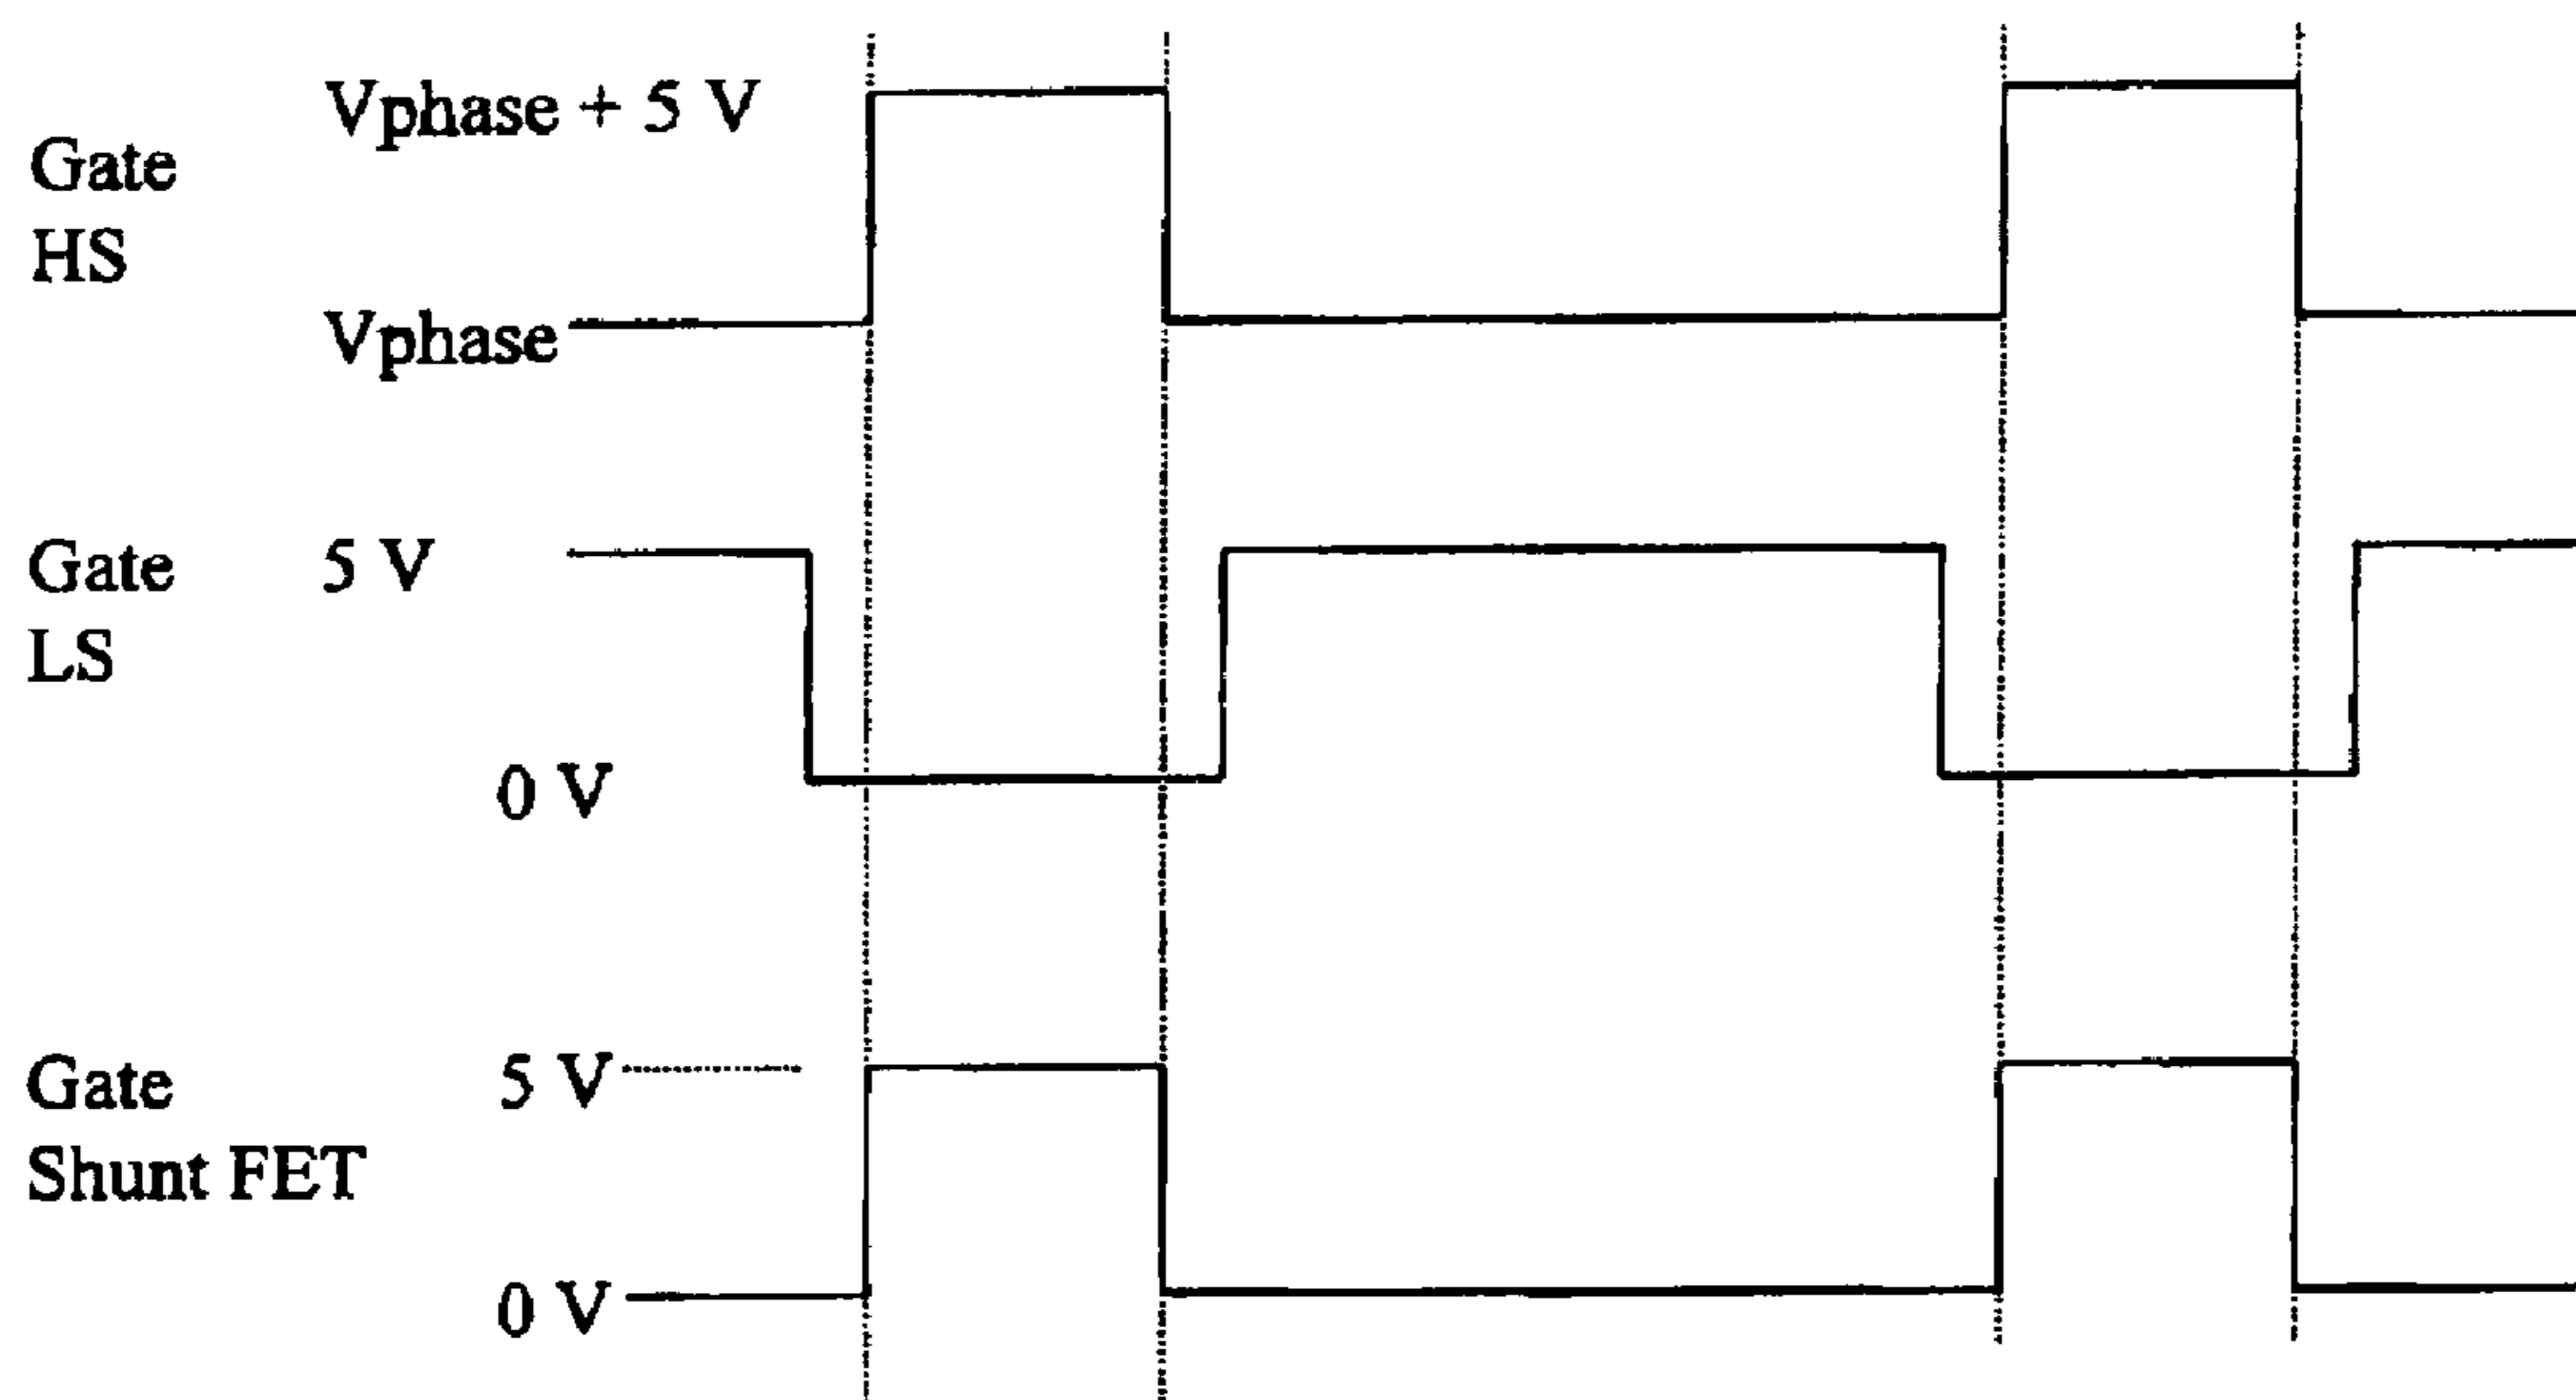 Vphase + 5 V
Gate
HS
Vphase
Gate 5 V
LS
0 V
Gate 5 V
Shunt FET
0 V